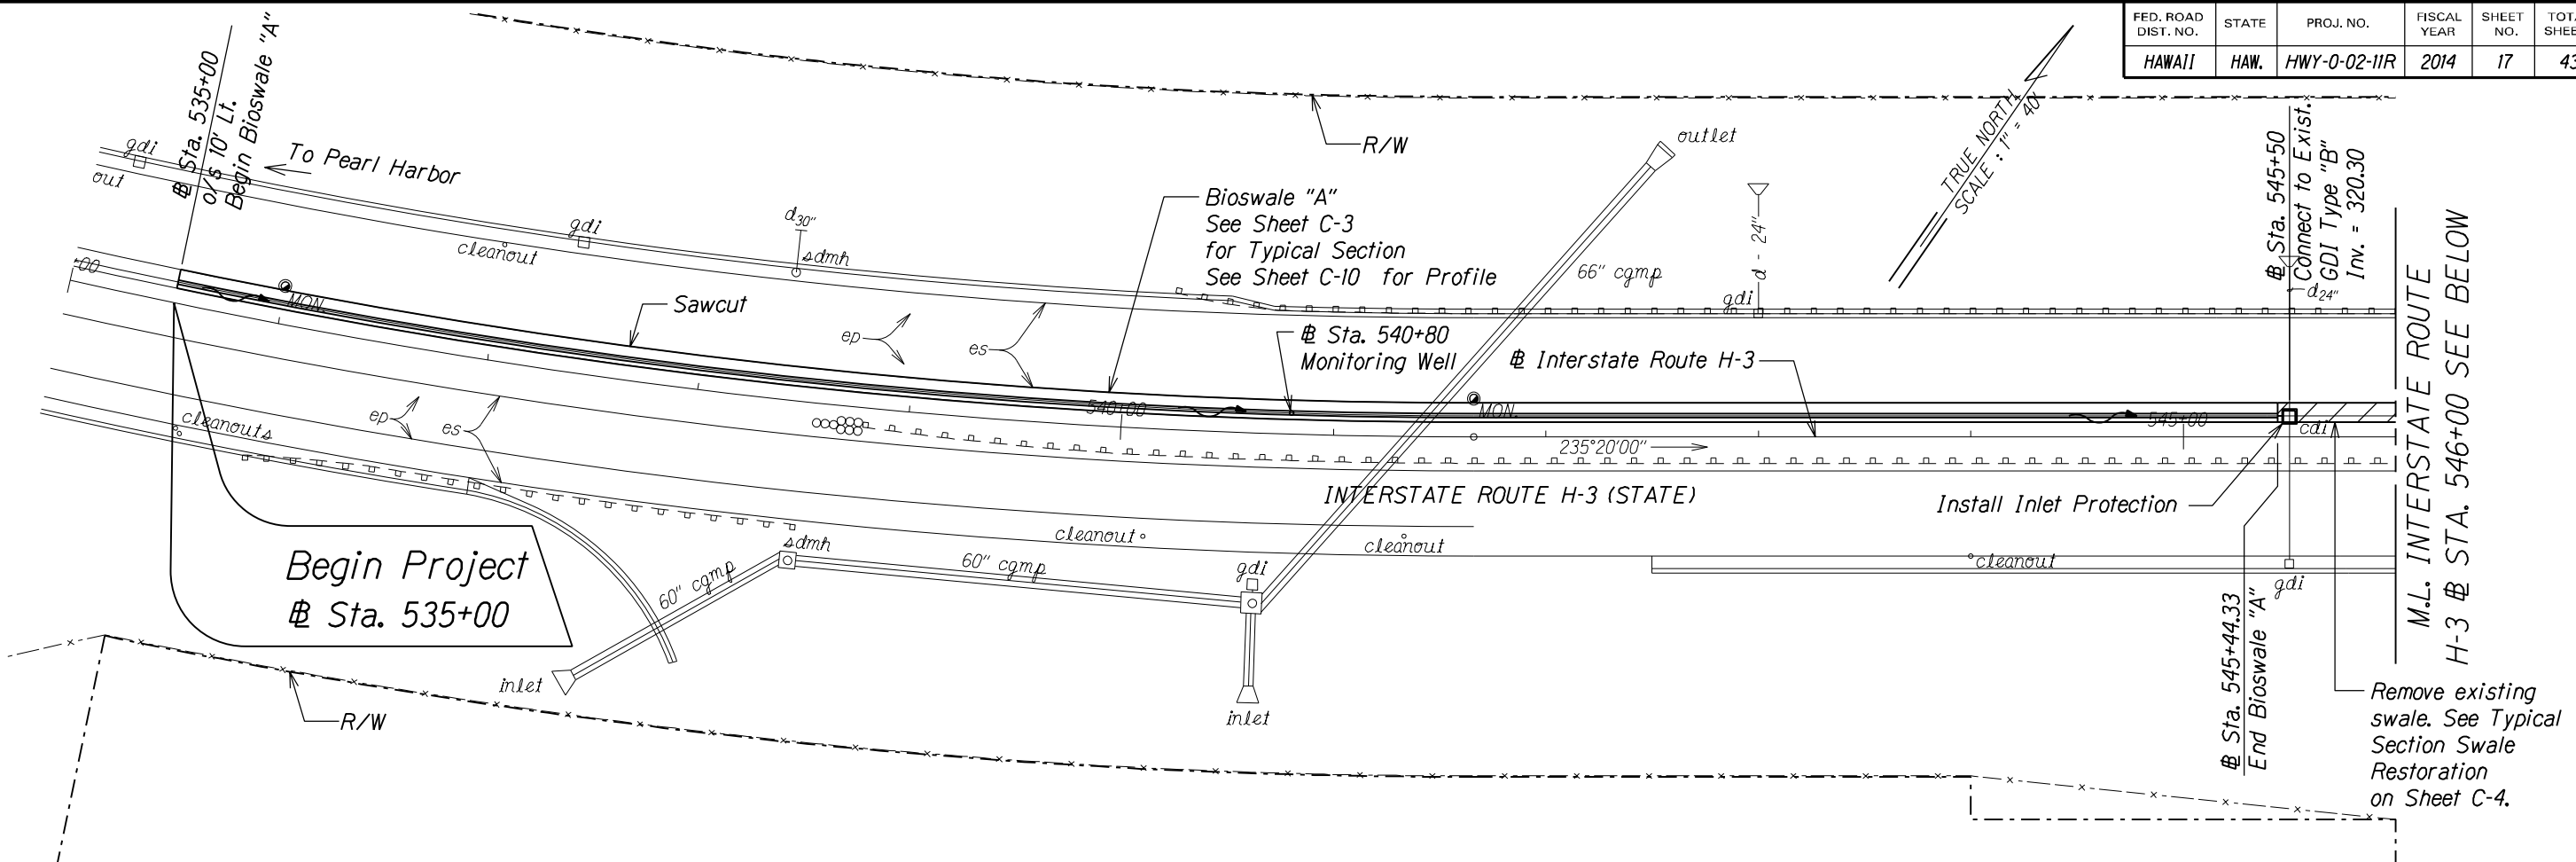 FED. ROAD DIST. NO.
STATE
PROJ. NO.
FISCAL YEAR
SHEET NO.
HAWAII
HAW.
HWY-0-02-11R
2014
17
43
℄ Sta. 535+00
o/s 10' Lt.
Begin Bioswale "A"
gdi
out
To Pearl Harbor
R/W
outlet
TRUE NORTH
SCALE : 1" = 40'
Bioswale "A"
See Sheet C-3
for Typical Section
See Sheet C-10 for Profile
gdi
cleanout
d 30"
sdmh
66" cgmp
d - 24"
gdi
℄ Sta. 545+50
Connect to Exist.
GDI Type "B"
Inv. = 320.30
d 24"
+00
MON.
Sawcut
ep
es
℄ Sta. 540+80
Monitoring Well
℄ Interstate Route H-3
540+00
MON.
545+00
cdi
235°20'00"
cleanouts
ep
es
INTERSTATE ROUTE H-3 (STATE)
Install Inlet Protection
cleanout
cleanout
cleanout
gdi
Begin Project
℄ Sta. 535+00
60" cgmp
sdmh
60" cgmp
gdi
inlet
inlet
R/W
℄ Sta. 545+44.33
End Bioswale "A"
M.L. INTERSTATE ROUTE
H-3 ℄ STA. 546+00 SEE BELOW
Remove existing
swale. See Typical
Section Swale
Restoration
on Sheet C-4.